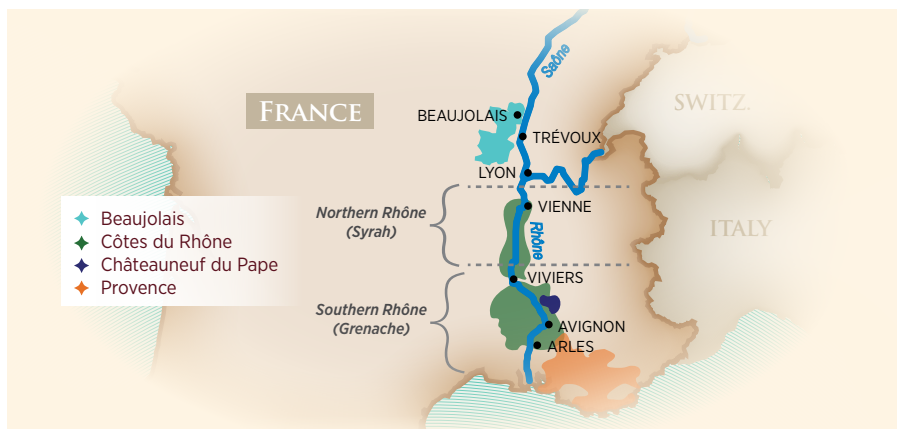 Saône
FRANCE
SWITZ.
BEAUJOLAIS
TRÉVOUX
LYON
Northern Rhône
(Syrah)
VIENNE
Rhône
ITALY
Beaujolais
Côtes du Rhône
Châteauneuf du Pape
Provence
VIVIERS
Southern Rhône
(Grenache)
AVIGNON
ARLES